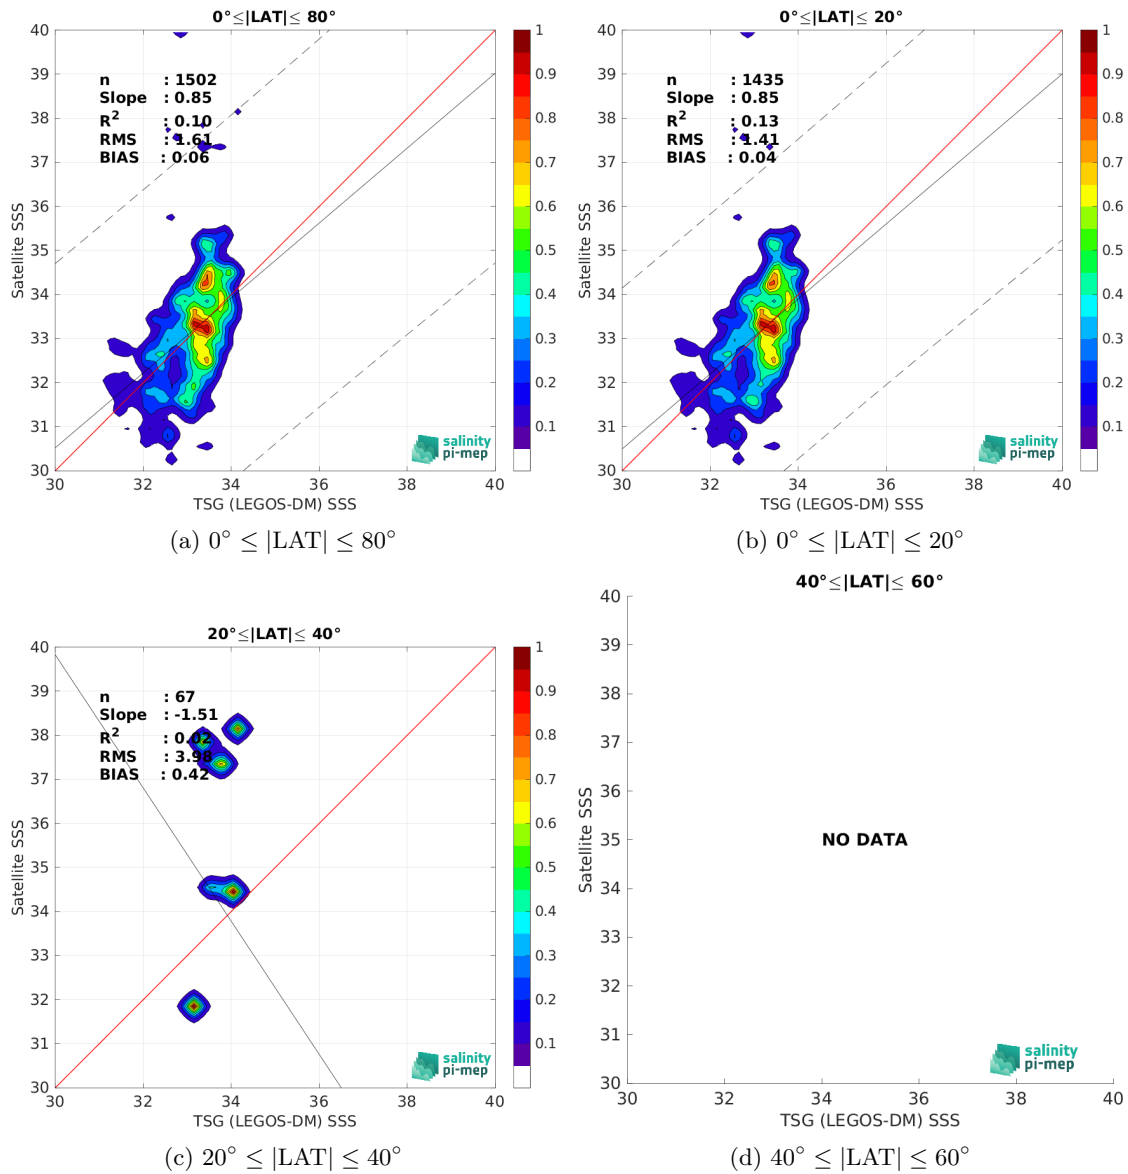 0°≤|LAT|≤ 80°
40
39
38
37
36
35
34
33
32
31
30
Satellite SSS
n : 1502
Slope : 0.85
R2 : 0.10
RMS : 1.61
BIAS : 0.06
1
0.9
0.8
0.7
0.6
0.5
0.4
0.3
0.2
0.1
salinity
pi-mep
30 32 34 36 38 40
TSG (LEGOS-DM) SSS
(a) 0° ≤ |LAT| ≤ 80°
0°≤|LAT|≤ 20°
40
39
38
37
36
35
34
33
32
31
30
Satellite SSS
n : 1435
Slope : 0.85
R2 : 0.13
RMS : 1.41
BIAS : 0.04
1
0.9
0.8
0.7
0.6
0.5
0.4
0.3
0.2
0.1
salinity
pi-mep
30 32 34 36 38 40
TSG (LEGOS-DM) SSS
(b) 0° ≤ |LAT| ≤ 20°
20°≤|LAT|≤ 40°
40
39
38
37
36
35
34
33
32
31
30
Satellite SSS
n : 67
Slope : -1.51
R2 : 0.02
RMS : 3.98
BIAS : 0.42
1
0.9
0.8
0.7
0.6
0.5
0.4
0.3
0.2
0.1
salinity
pi-mep
30 32 34 36 38 40
TSG (LEGOS-DM) SSS
(c) 20° ≤ |LAT| ≤ 40°
40°≤|LAT|≤ 60°
40
39
38
37
36
35
34
33
32
31
30
Satellite SSS
NO DATA
salinity
pi-mep
30 32 34 36 38 40
TSG (LEGOS-DM) SSS
(d) 40° ≤ |LAT| ≤ 60°